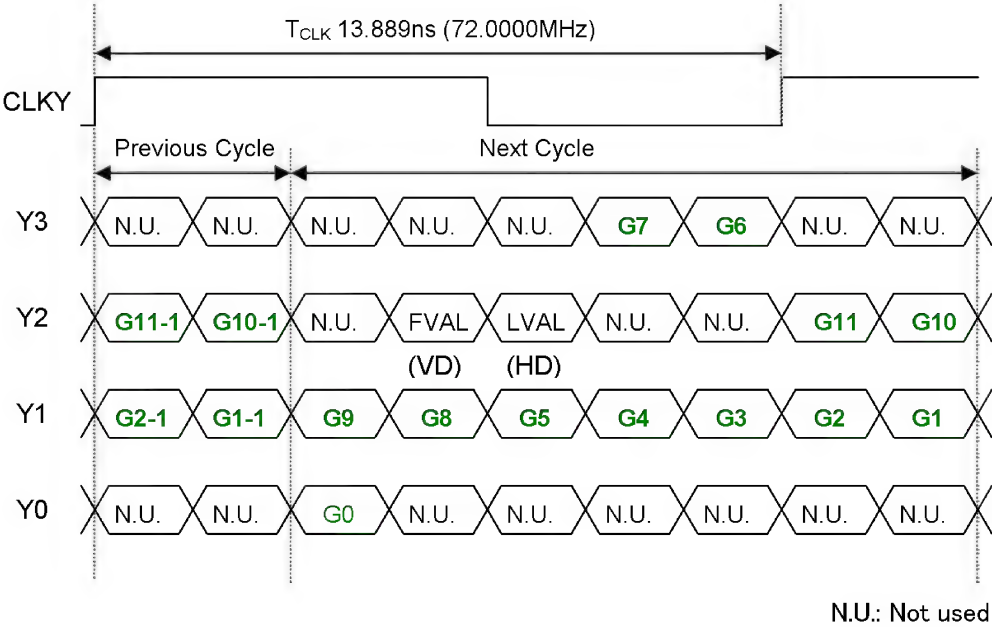 TCLK 13.889ns (72.0000MHz)
CLKY
Previous Cycle Next Cycle
Y3 N.U. N.U. N.U. N.U. N.U. G7 G6 N.U. N.U.
Y2 G11-1 G10-1 N.U. FVAL LVAL N.U. N.U. G11 G10
(VD) (HD)
Y1 G2-1 G1-1 G9 G8 G5 G4 G3 G2 G1
Y0 N.U. N.U. G0 N.U. N.U. N.U. N.U. N.U. N.U.
N.U.: Not used